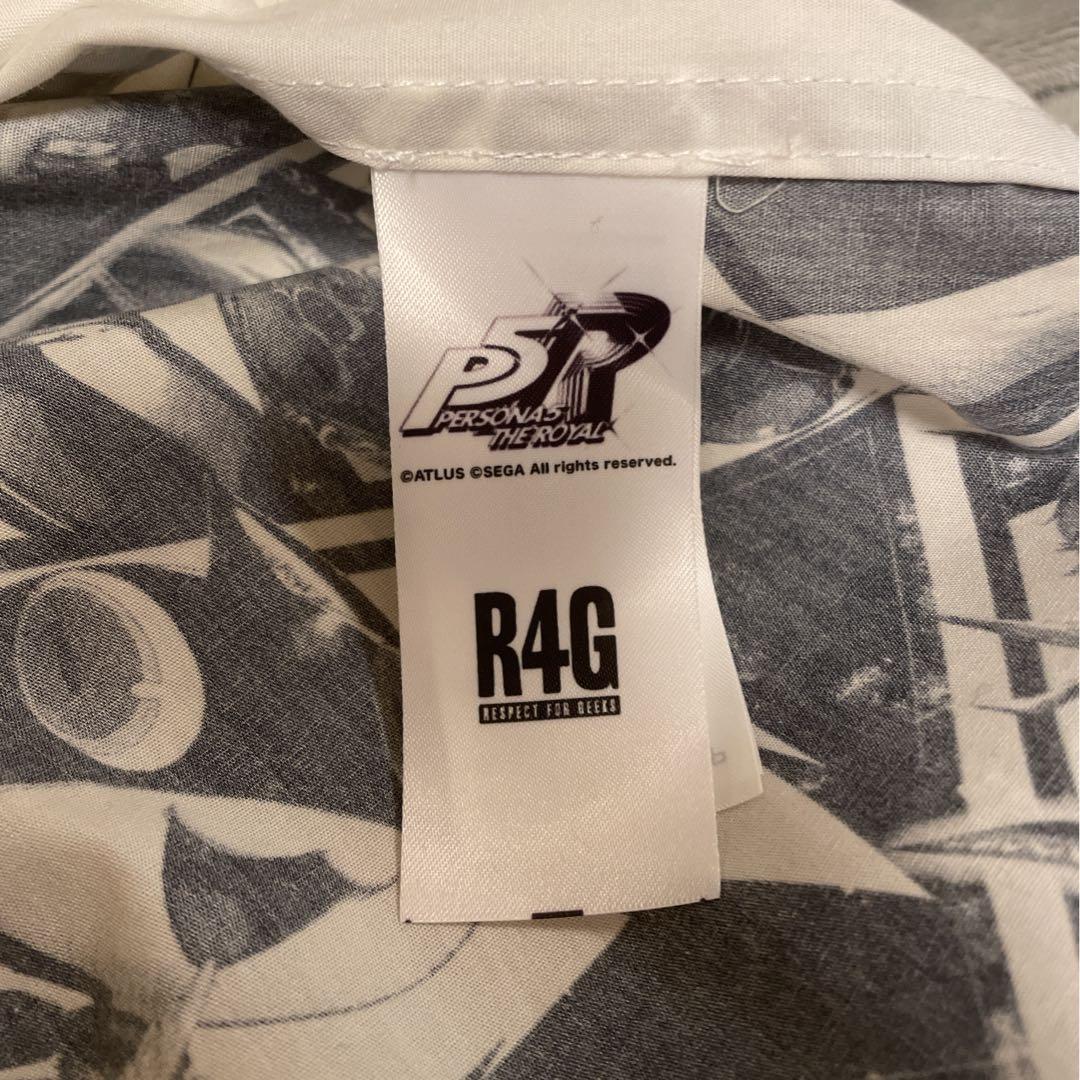 P5R
PERSONA5
THE ROYAL
©ATLUS ©SEGA All rights reserved.
R4G
RESPECT FOR GEEKS